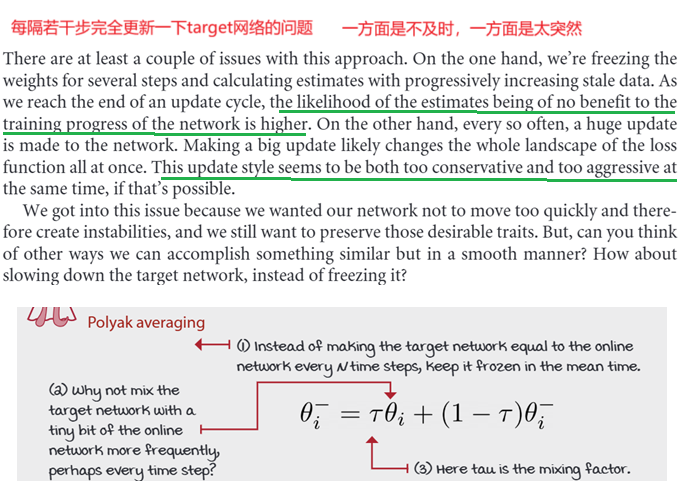 每隔若干步完全更新一下target网络的问题 一方面是不及时，一方面是太突然
There are at least a couple of issues with this approach. On the one hand, we’re freezing the
weights for several steps and calculating estimates with progressively increasing stale data. As
we reach the end of an update cycle, the likelihood of the estimates being of no benefit to the
training progress of the network is higher. On the other hand, every so often, a huge update
is made to the network. Making a big update likely changes the whole landscape of the loss
function all at once. This update style seems to be both too conservative and too aggressive at
the same time, if that’s possible.
We got into this issue because we wanted our network not to move too quickly and there-
fore create instabilities, and we still want to preserve those desirable traits. But, can you think
of other ways we can accomplish something similar but in a smooth manner? How about
slowing down the target network, instead of freezing it?
Polyak averaging
(1) Instead of making the target network equal to the online
network every N time steps, keep it frozen in the mean time.
(2) Why not mix the
target network with a
tiny bit of the online
network more frequently,
perhaps every time step?
θᵢ⁻ = τθᵢ + (1 − τ)θᵢ⁻
(3) Here tau is the mixing factor.